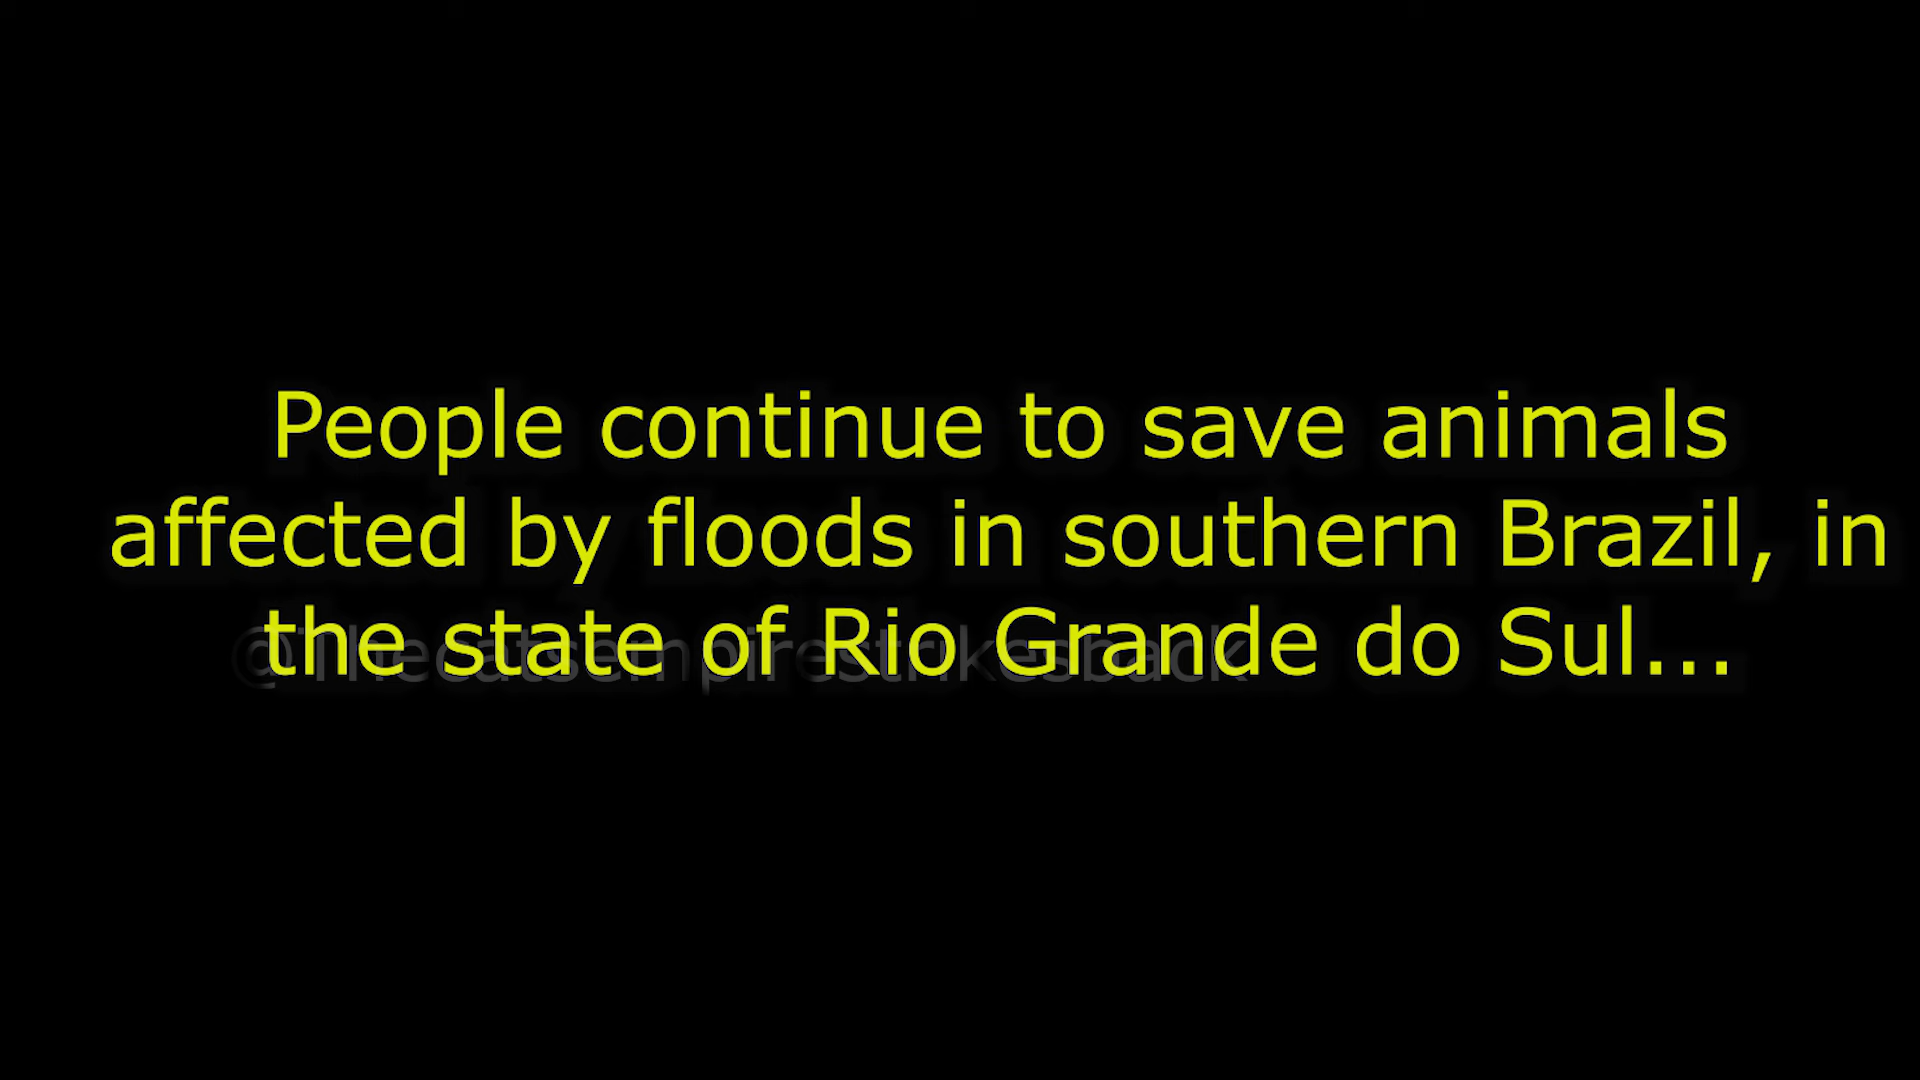 People continue to save animals
affected by floods in southern Brazil, in
the state of Rio Grande do Sul...
@Thecatsempirestrikesback